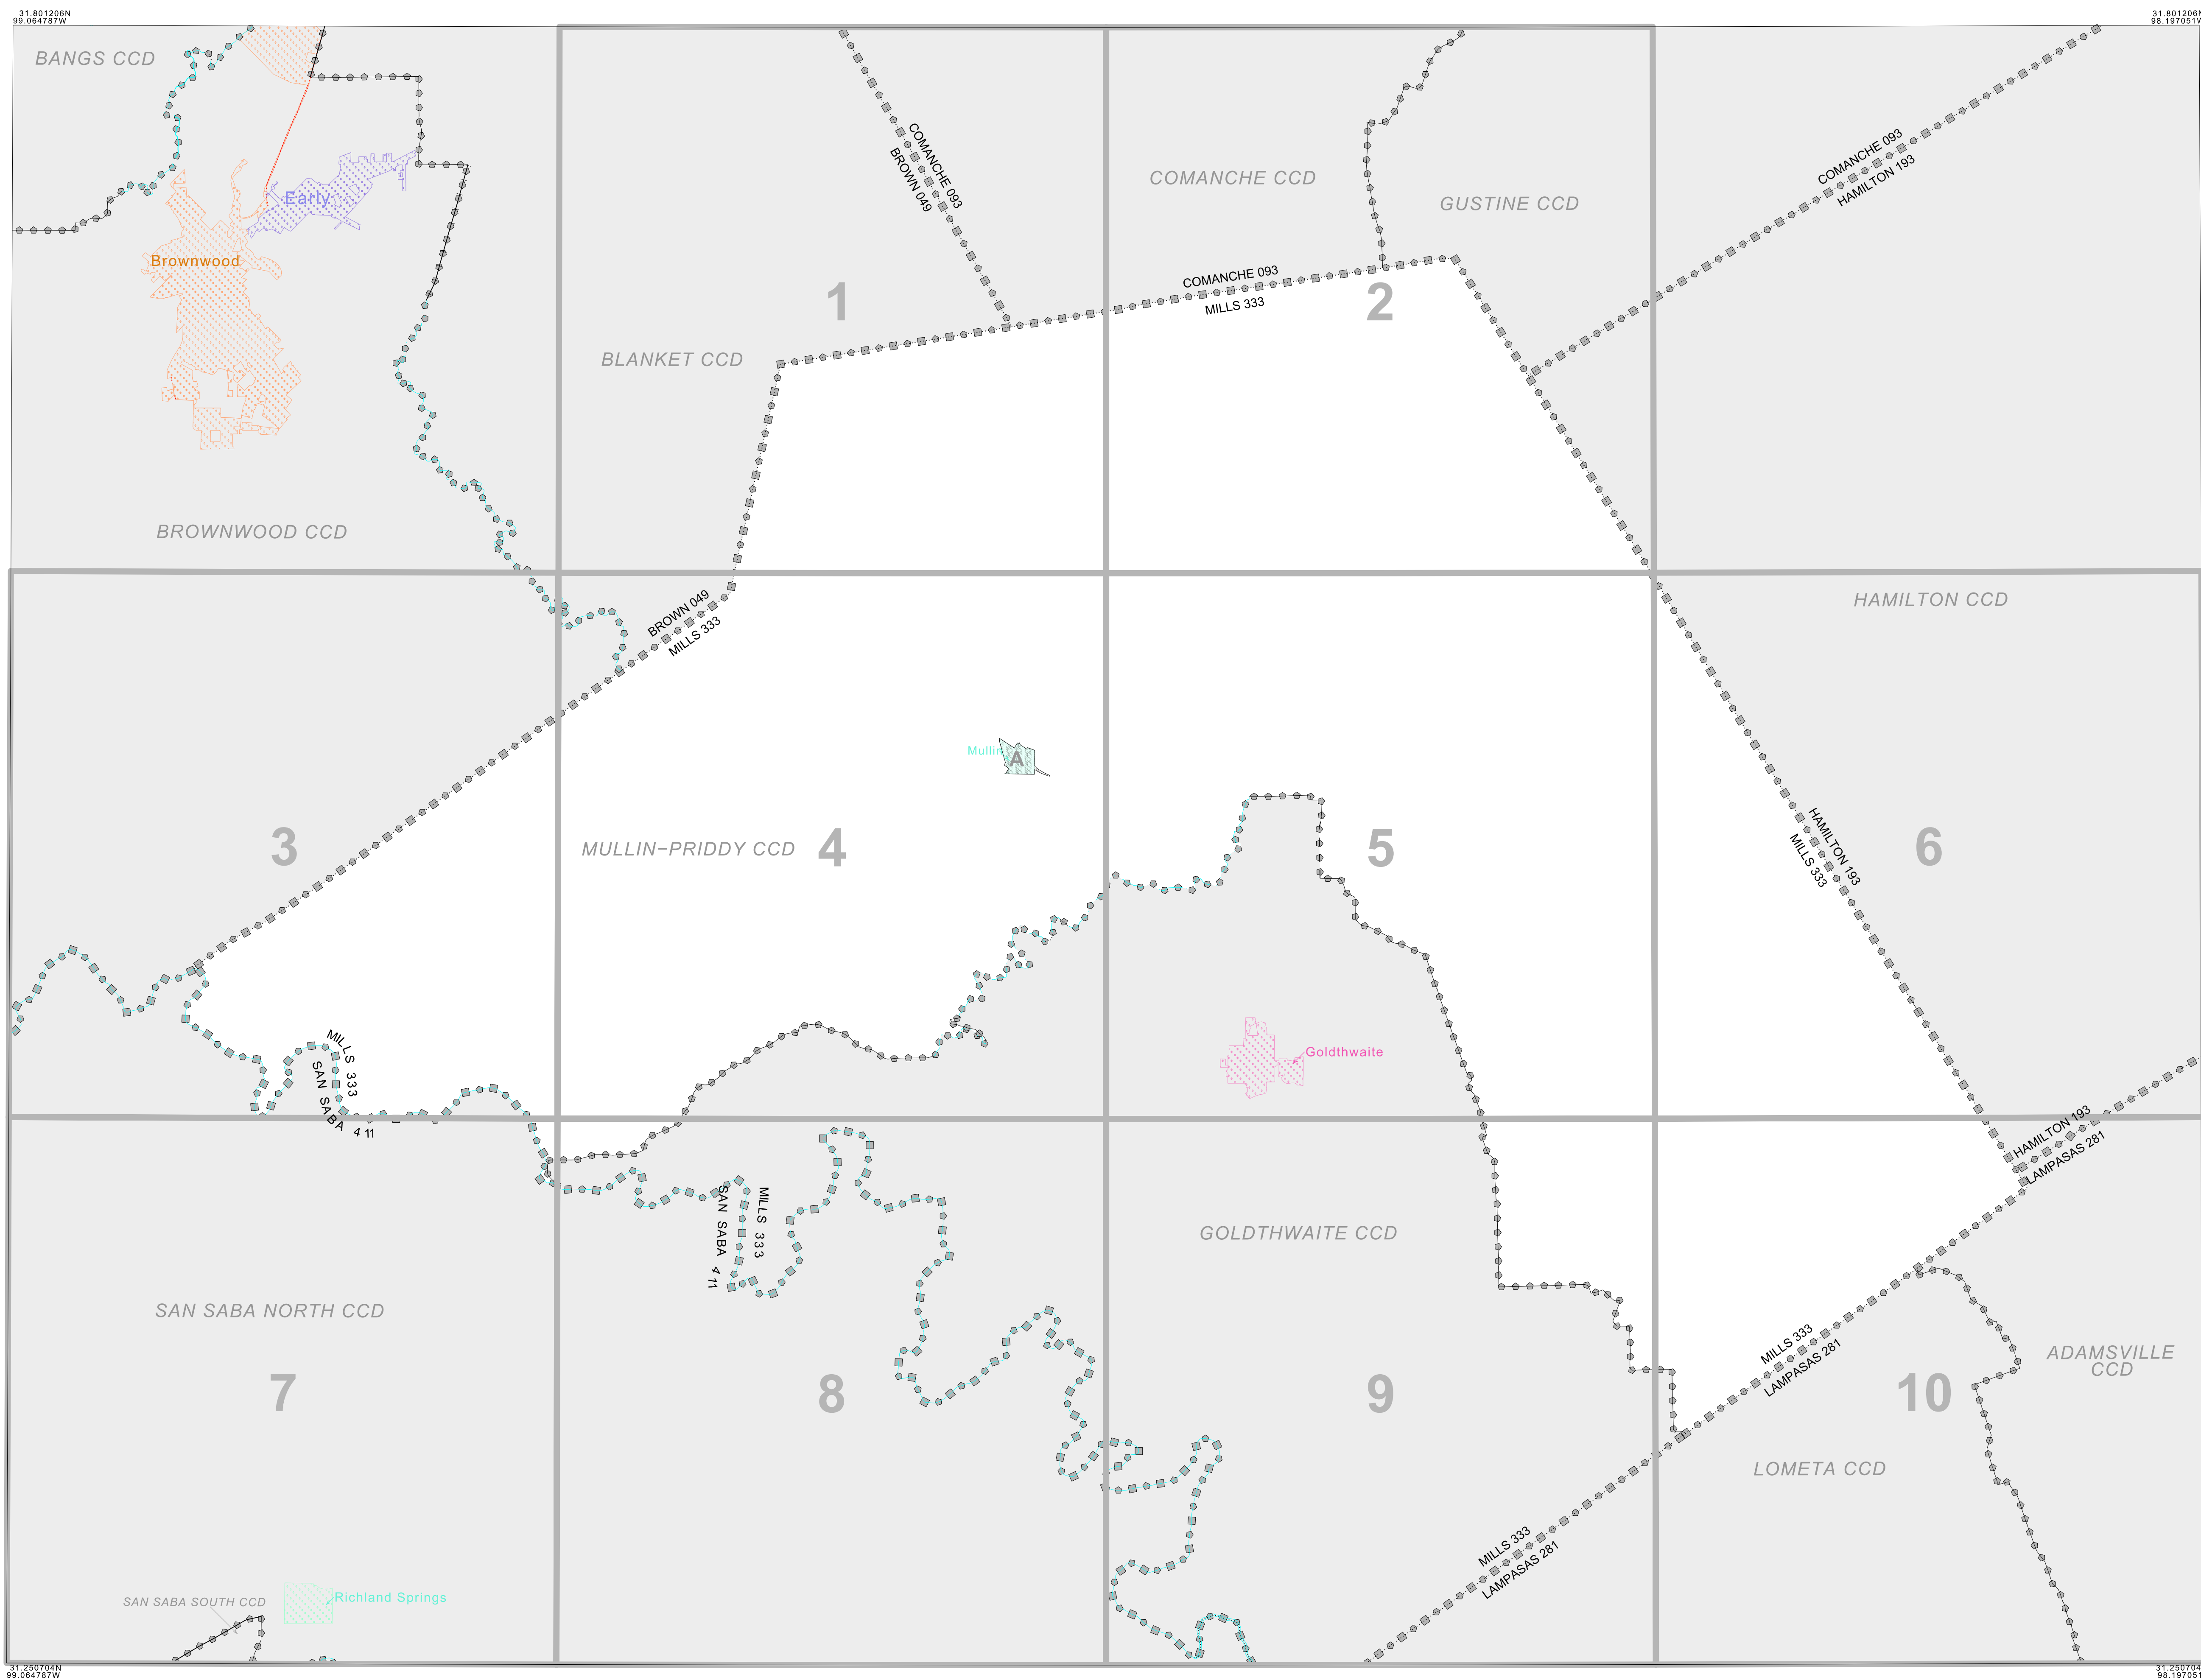 31.801206N
99.064787W
31.801206N
98.197051W
BANGS CCD
COMANCHE 093
BROWN 049
COMANCHE CCD
GUSTINE CCD
COMANCHE 093
HAMILTON 193
Early
Brownwood
1
COMANCHE 093
MILLS 333
2
BLANKET CCD
BROWNWOOD CCD
BROWN 049
MILLS 333
HAMILTON CCD
Mullin
A
3
MULLIN-PRIDDY CCD
4
5
HAMILTON 193
MILLS 333
6
MILLS 333
SAN SABA 411
Goldthwaite
HAMILTON 193
LAMPASAS 281
SAN SABA 411
MILLS 333
GOLDTHWAITE CCD
SAN SABA NORTH CCD
MILLS 333
LAMPASAS 281
ADAMSVILLE
CCD
7
8
9
10
LOMETA CCD
MILLS 333
LAMPASAS 281
Richland Springs
SAN SABA SOUTH CCD
31.250704N
99.064787W
31.250704
98.197051